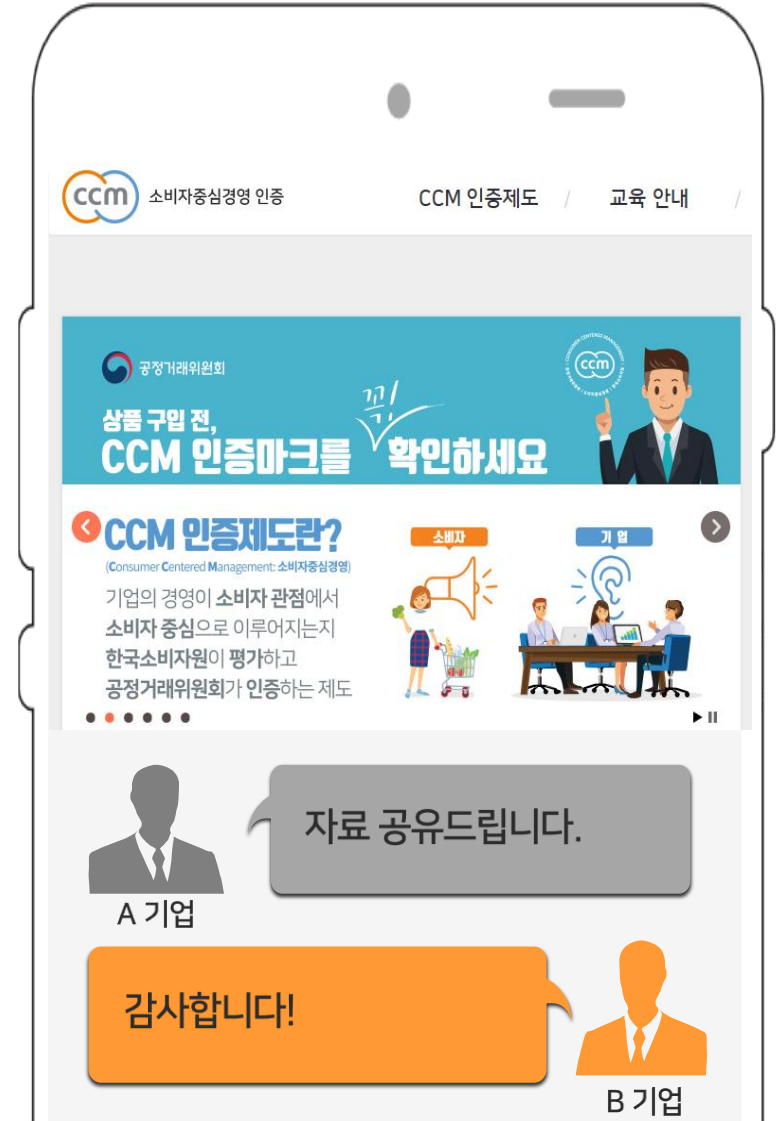 ccm 소비자중심경영 인증
CCM 인증제도 / 교육 안내 /
공정거래위원회
ccm
상품 구입 전, 꼭!
CCM 인증마크를 확인하세요
CCM 인증제도란?
(Consumer Centered Management: 소비자중심경영)
기업의 경영이 소비자 관점에서
소비자 중심으로 이루어지는지
한국소비자원이 평가하고
공정거래위원회가 인증하는 제도
소비자
기 업
자료 공유드립니다.
A 기업
감사합니다!
B 기업